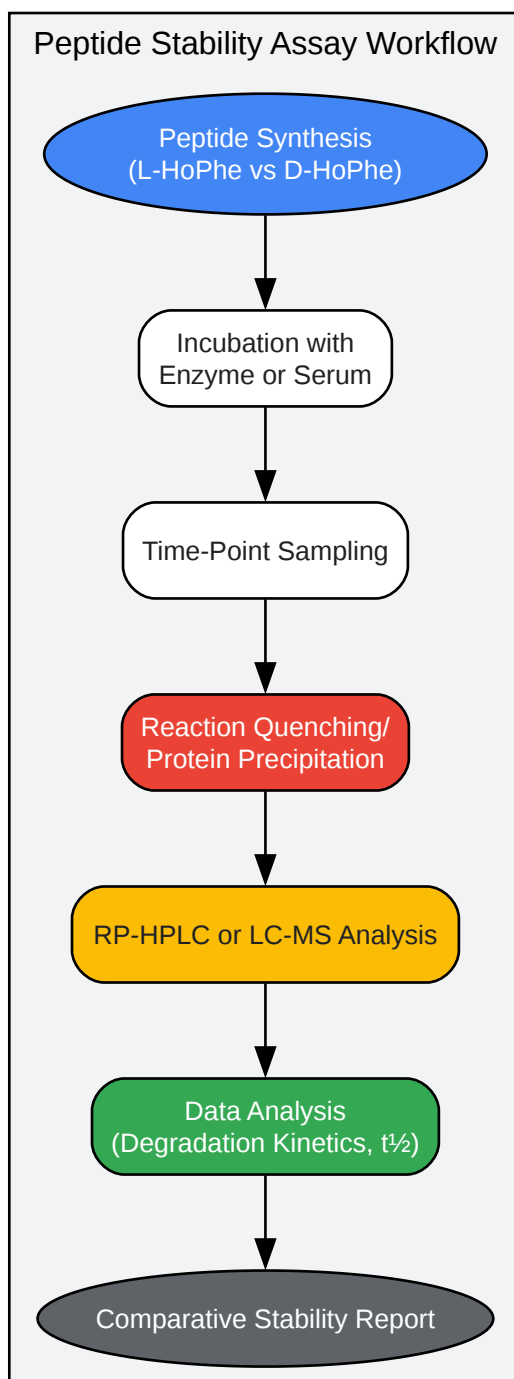 Peptide Stability Assay Workflow
Peptide Synthesis
(L-HoPhe vs D-HoPhe)
Incubation with
Enzyme or Serum
Time-Point Sampling
Reaction Quenching/
Protein Precipitation
RP-HPLC or LC-MS Analysis
Data Analysis
(Degradation Kinetics, t½)
Comparative Stability Report